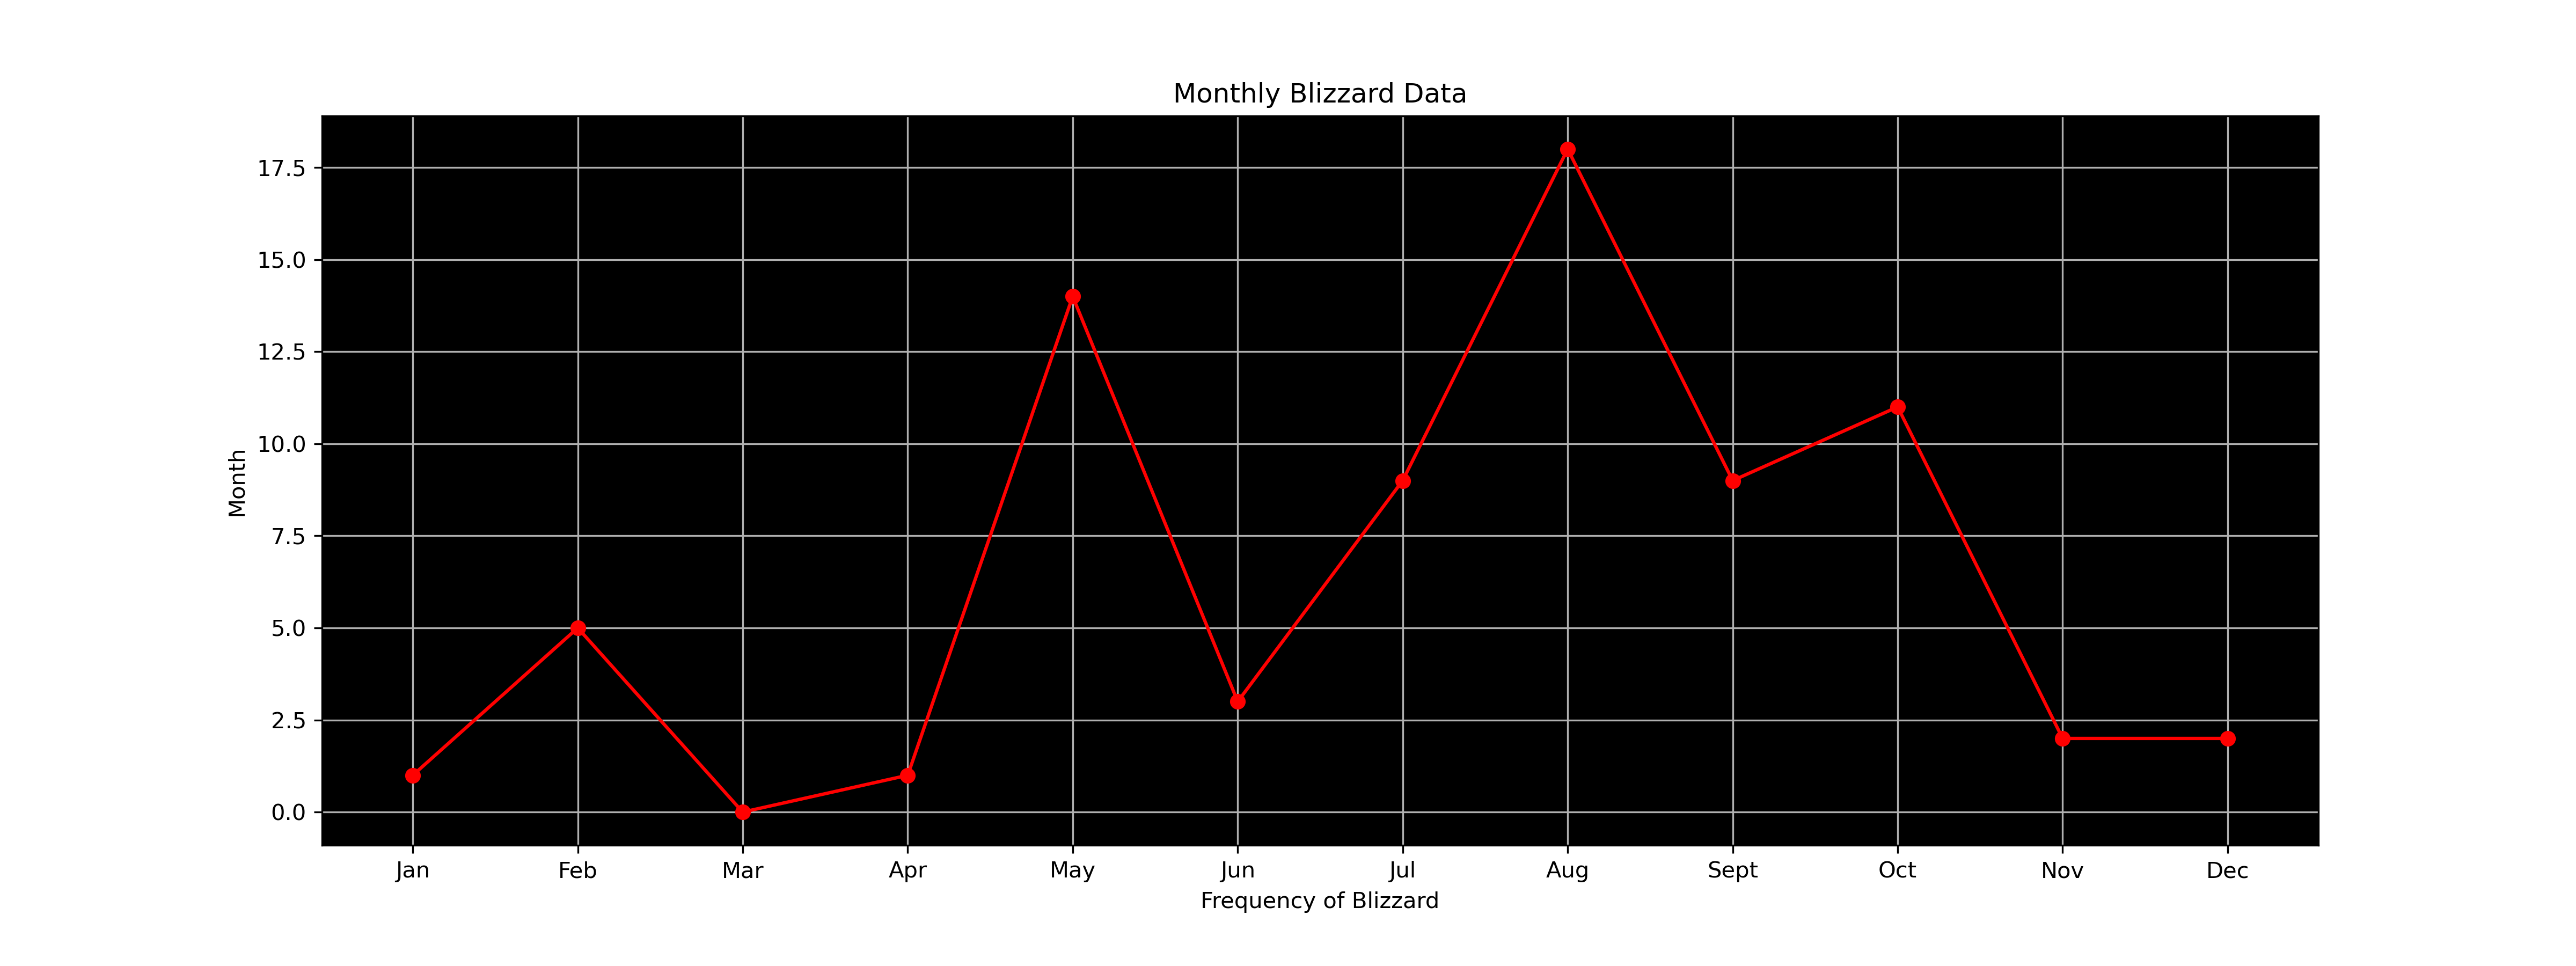 Monthly Blizzard Data
17.5
15.0
12.5
10.0
7.5
5.0
2.5
0.0
Month
Jan Feb Mar Apr May Jun Jul Aug Sept Oct Nov Dec
Frequency of Blizzard